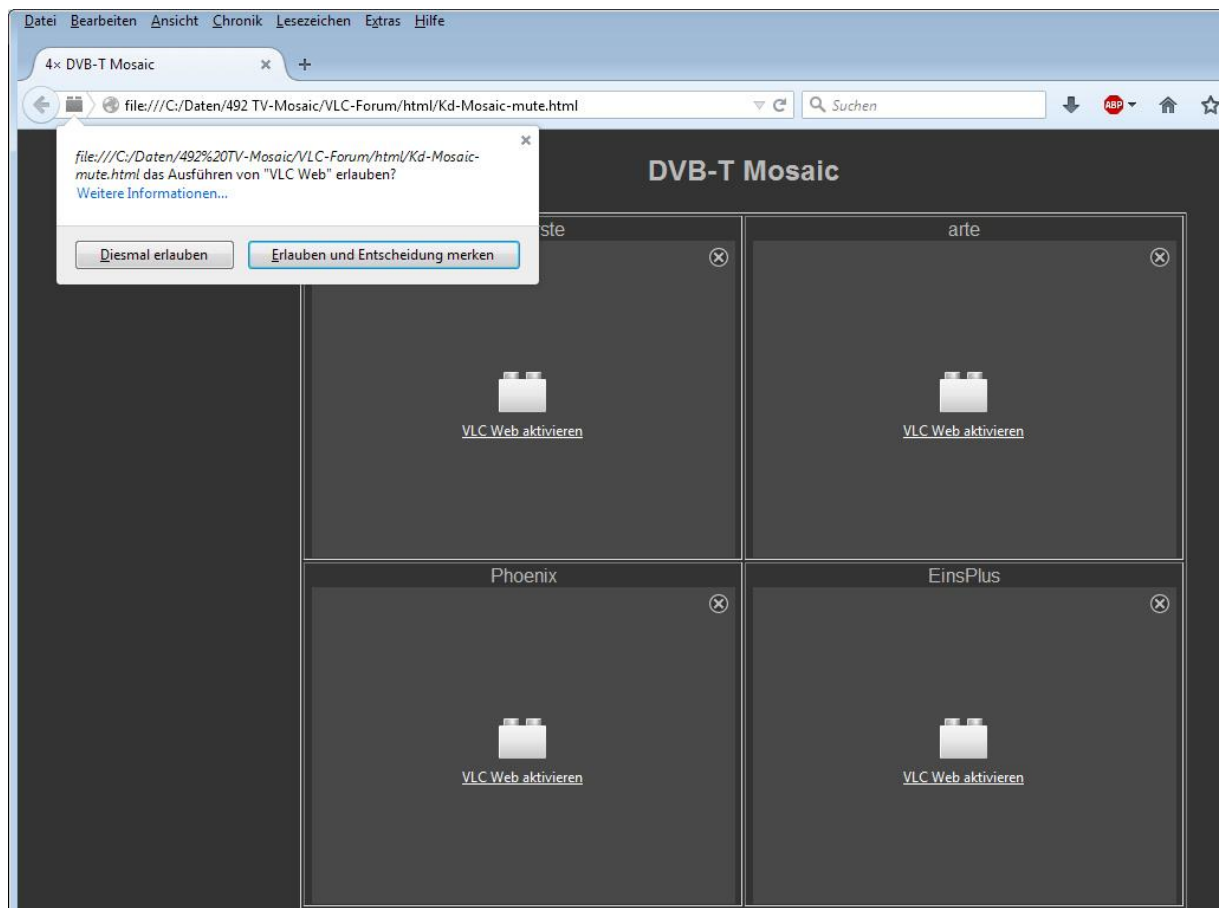 Datei Bearbeiten Ansicht Chronik Lesezeichen Extras Hilfe
4× DVB-T Mosaic
file:///C:/Daten/492 TV-Mosaic/VLC-Forum/html/Kd-Mosaic-mute.html
Suchen
ABP
file:///C:/Daten/492%20TV-Mosaic/VLC-Forum/html/Kd-Mosaic-
mute.html das Ausführen von "VLC Web" erlauben?
Weitere Informationen...
Diesmal erlauben
Erlauben und Entscheidung merken
DVB-T Mosaic
rste
arte
VLC Web aktivieren
VLC Web aktivieren
Phoenix
EinsPlus
VLC Web aktivieren
VLC Web aktivieren